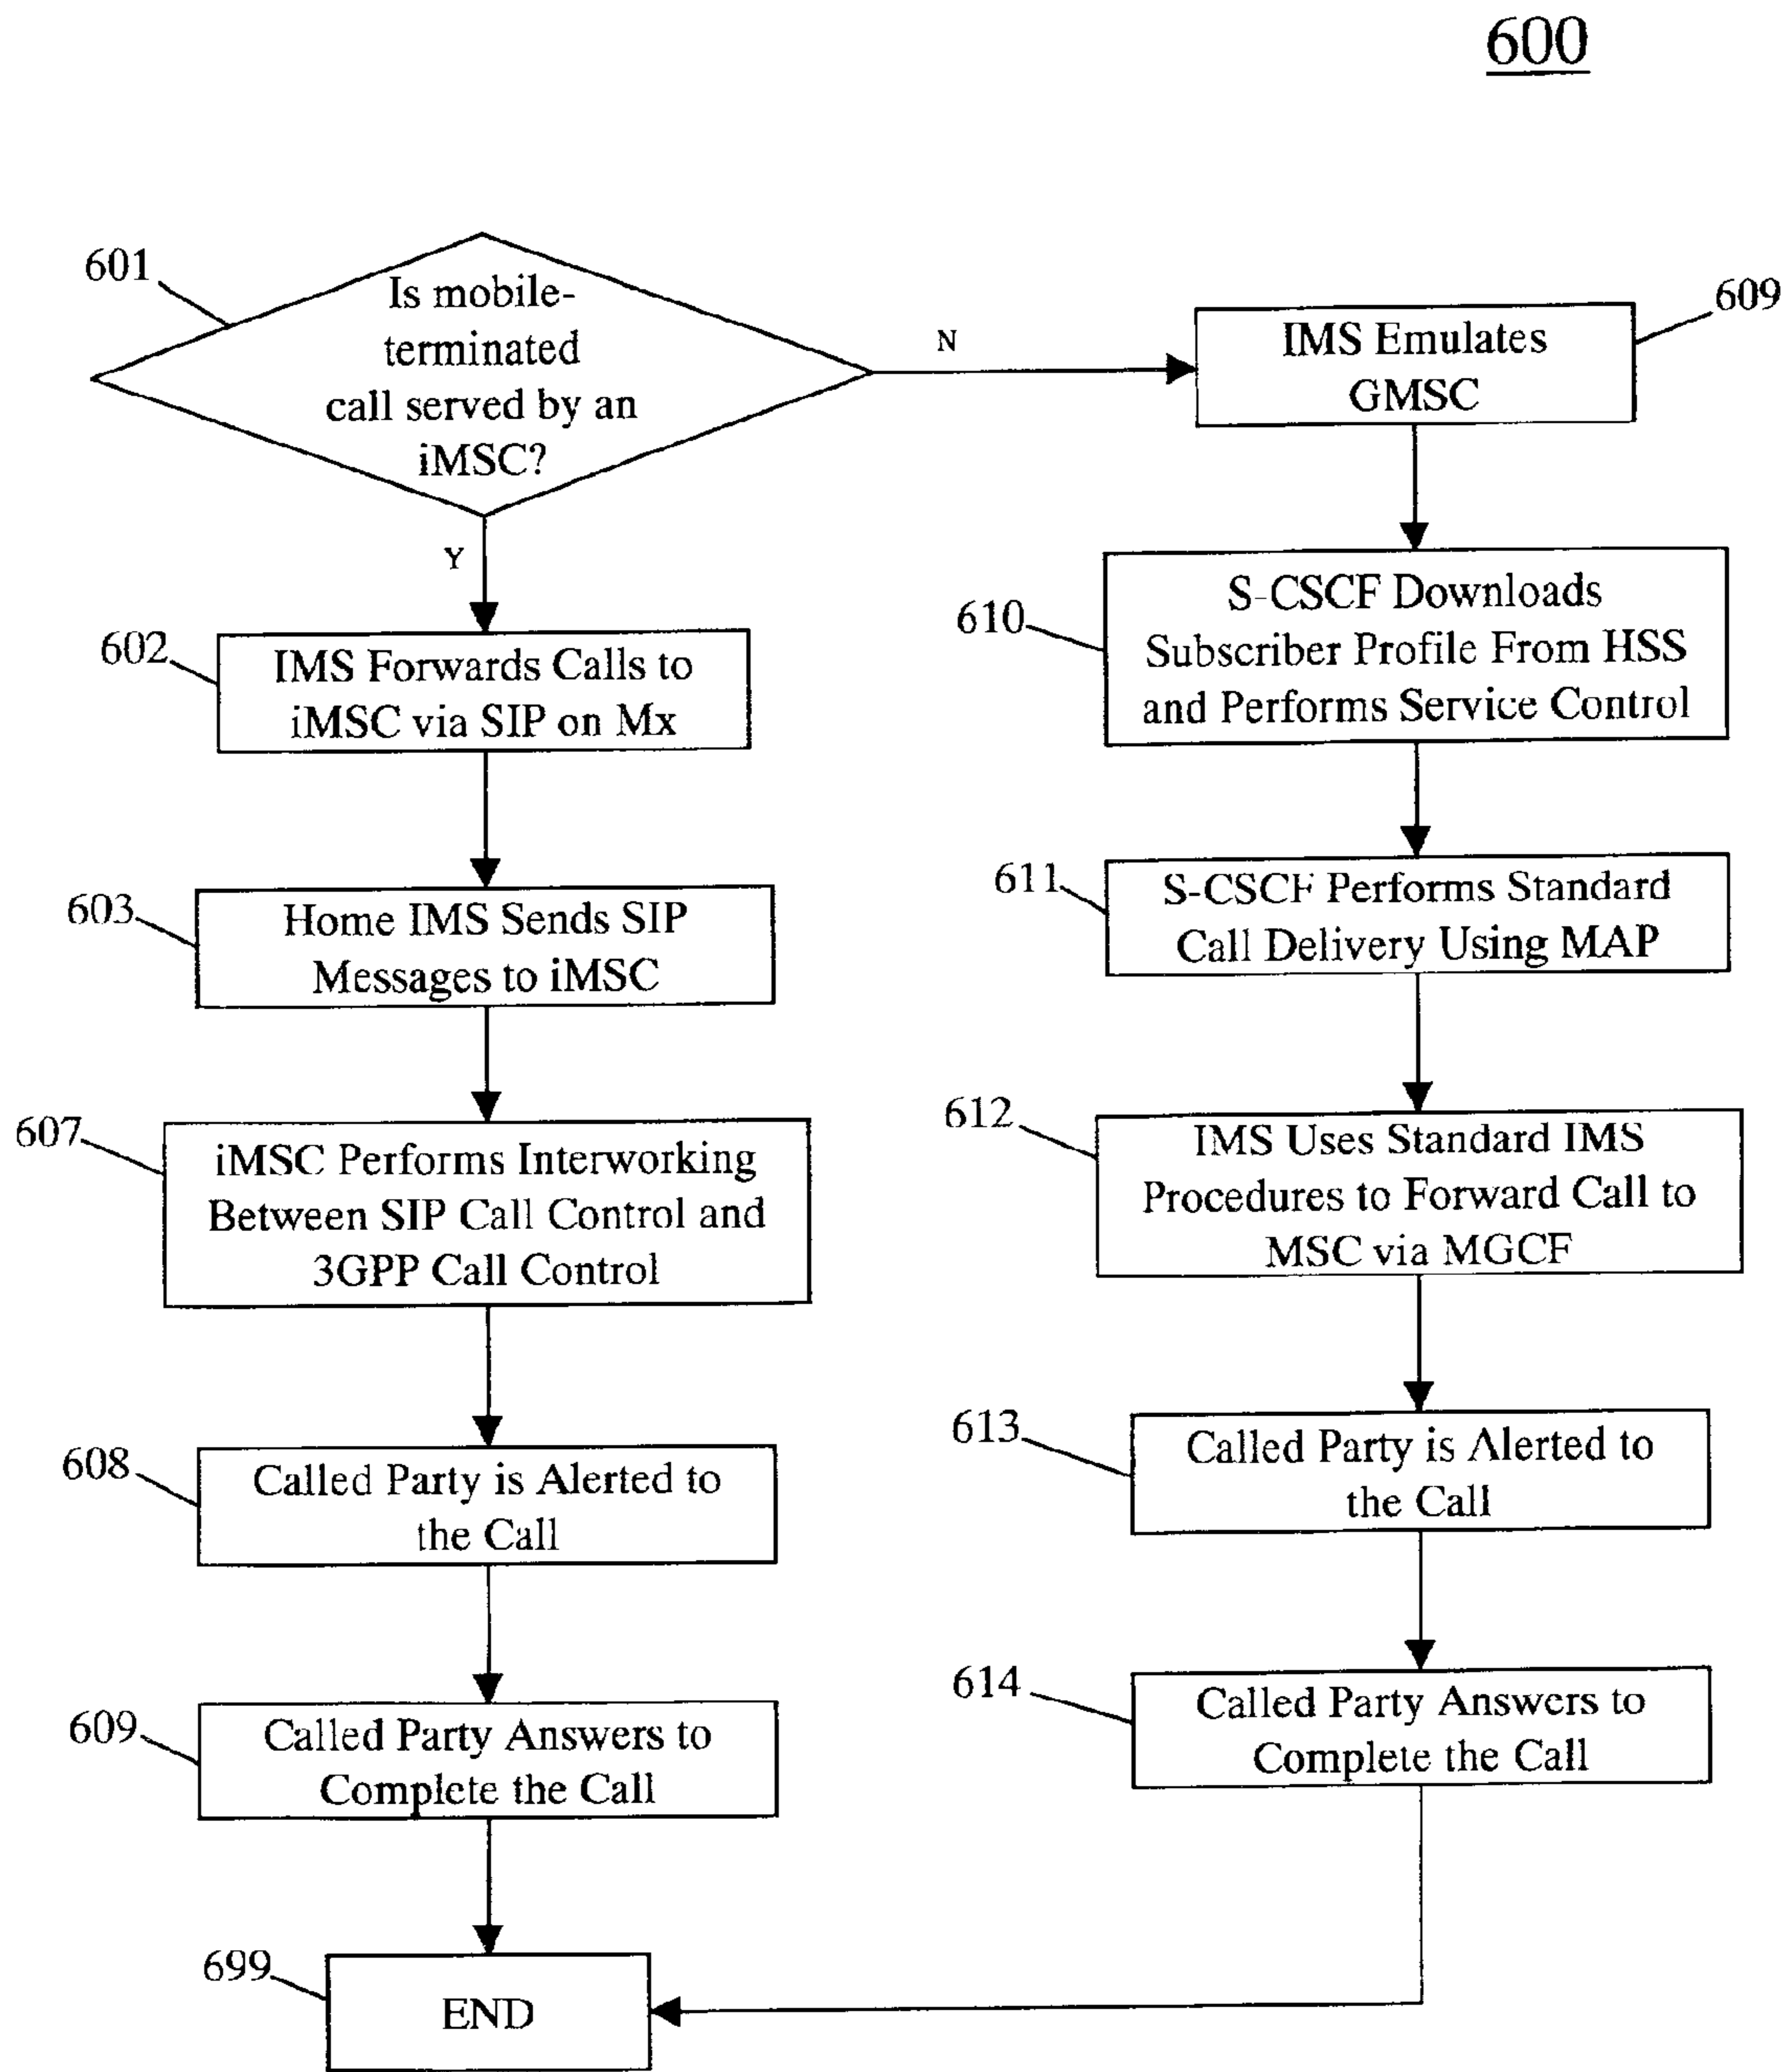 600
601
Is mobile-
terminated
call served by an
iMSC?
N
Y
609
IMS Emulates
GMSC
602
IMS Forwards Calls to
iMSC via SIP on Mx
610
S-CSCF Downloads
Subscriber Profile From HSS
and Performs Service Control
603
Home IMS Sends SIP
Messages to iMSC
611
S-CSCF Performs Standard
Call Delivery Using MAP
607
iMSC Performs Interworking
Between SIP Call Control and
3GPP Call Control
612
IMS Uses Standard IMS
Procedures to Forward Call to
MSC via MGCF
608
Called Party is Alerted to
the Call
613
Called Party is Alerted to
the Call
609
Called Party Answers to
Complete the Call
614
Called Party Answers to
Complete the Call
699
END